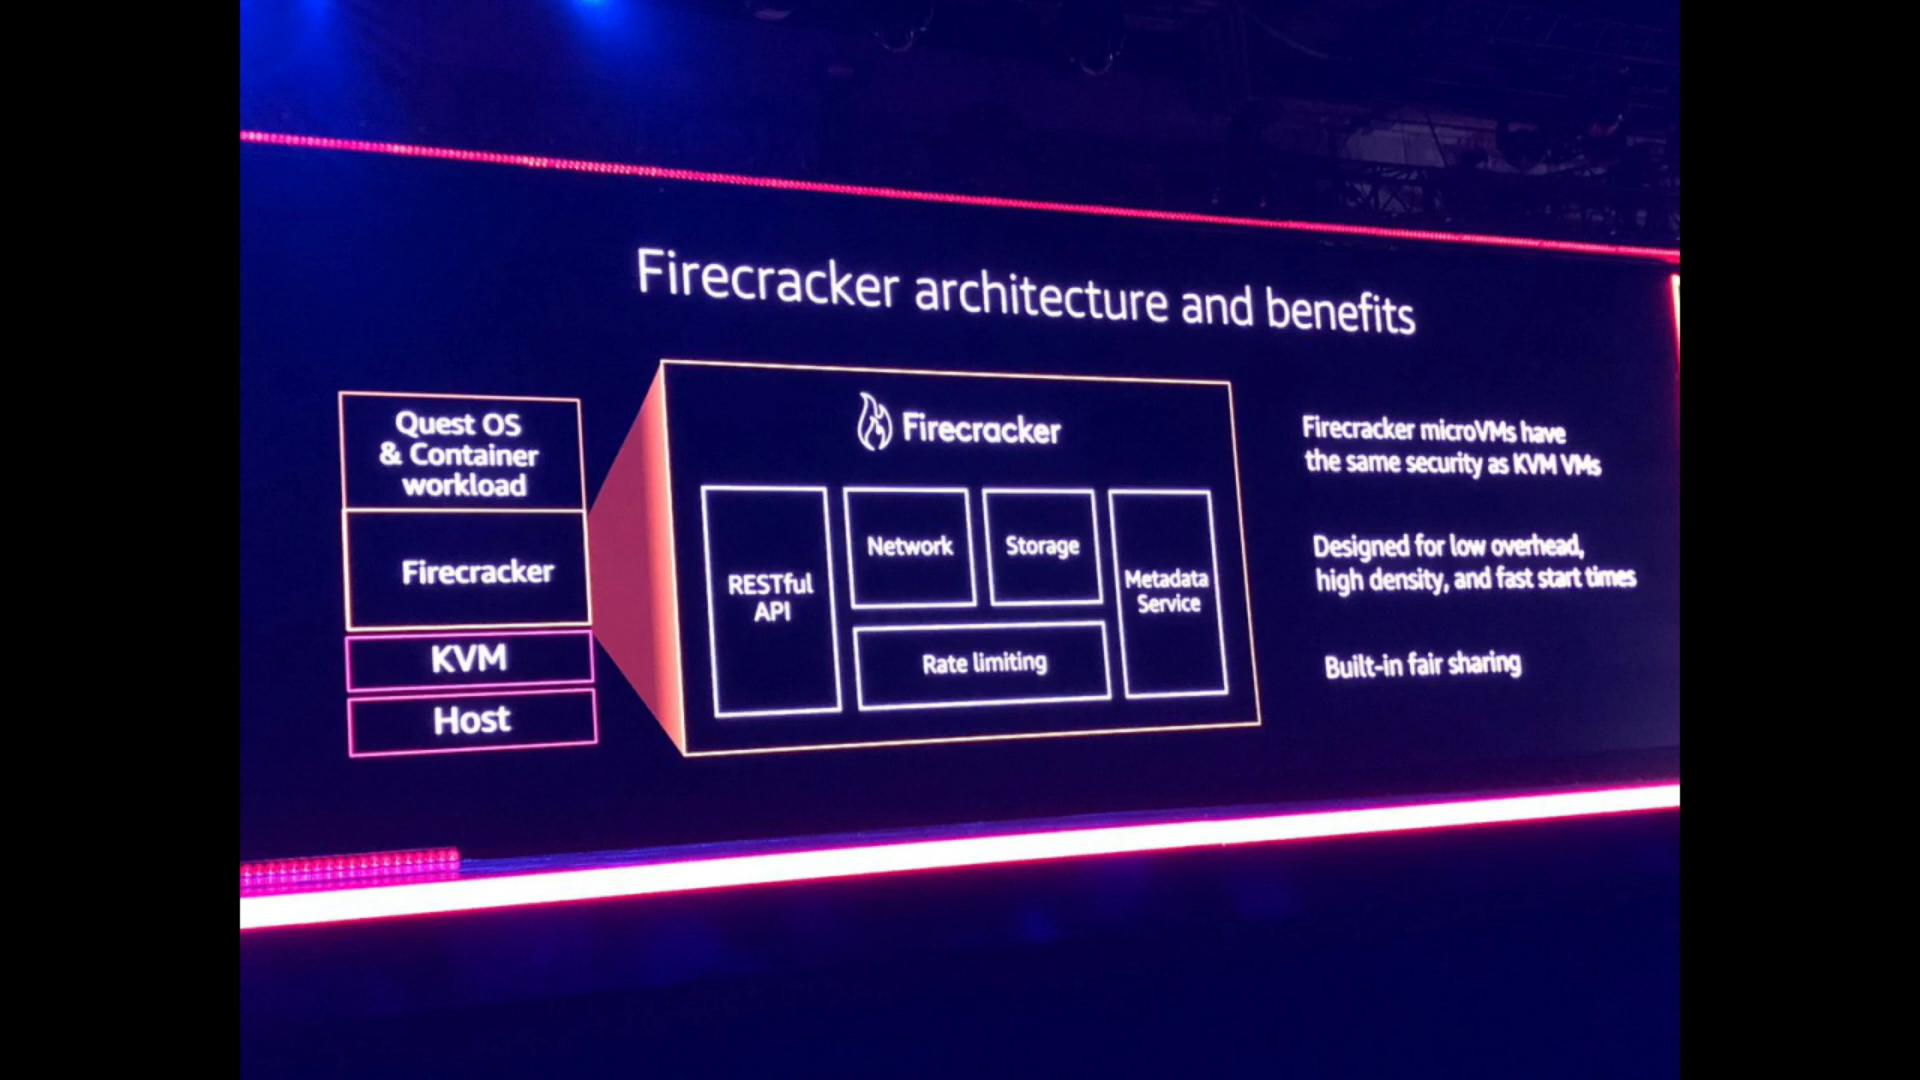 Firecracker architecture and benefits
Quest OS
& Container
workload
Firecracker
KVM
Host
Firecracker
RESTful
API
Network
Storage
Rate limiting
Metadata
Service
Firecracker microVMs have
the same security as KVM VMs
Designed for low overhead,
high density, and fast start times
Built-in fair sharing